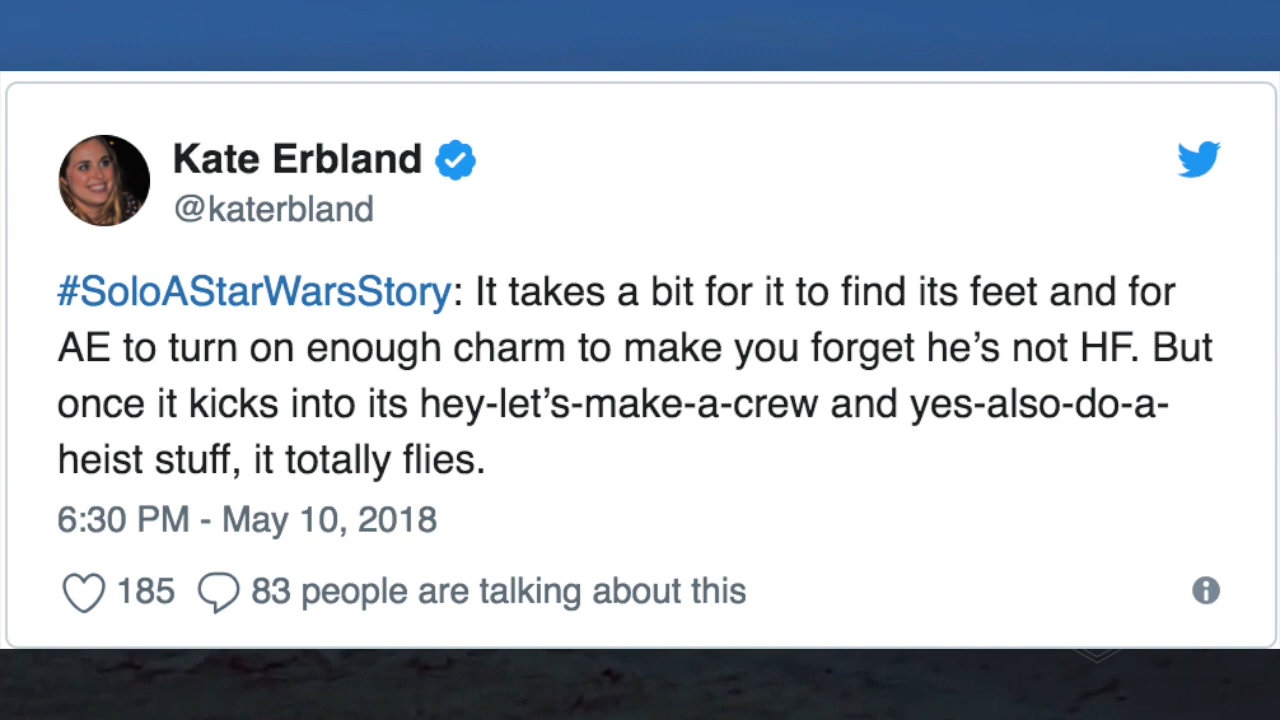 Kate Erbland
@katerbland
#SoloAStarWarsStory: It takes a bit for it to find its feet and for
AE to turn on enough charm to make you forget he’s not HF. But
once it kicks into its hey-let’s-make-a-crew and yes-also-do-a-
heist stuff, it totally flies.
6:30 PM - May 10, 2018
185 83 people are talking about this